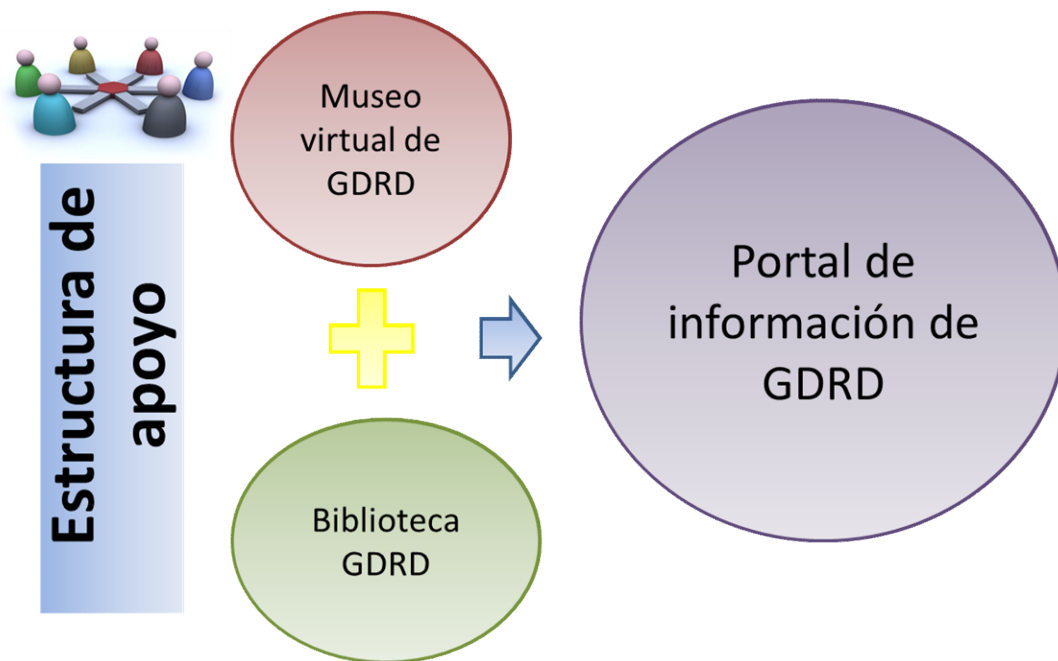 Estructura de
apoyo
Museo
virtual de
GDRD
Biblioteca
GDRD
Portal de
información de
GDRD